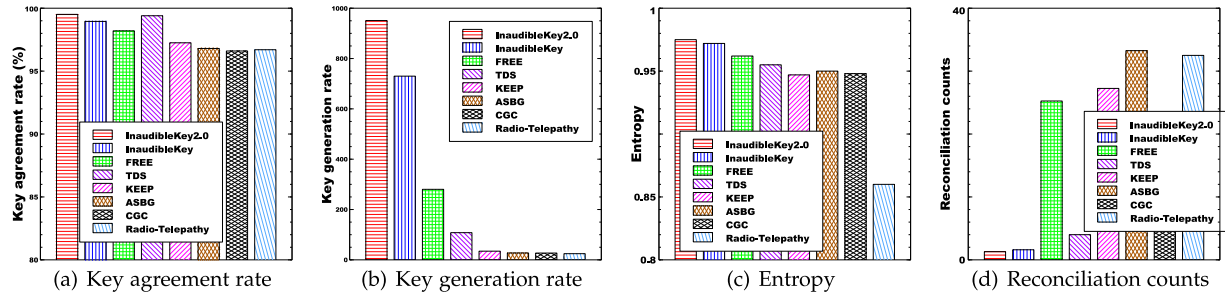 Key agreement rate (%)
100
95
90
85
80
InaudibleKey2.0
InaudibleKey
FREE
TDS
KEEP
ASBG
CGC
Radio-Telepathy
(a) Key agreement rate
Key generation rate
1000
800
600
400
200
0
InaudibleKey2.0
InaudibleKey
FREE
TDS
KEEP
ASBG
CGC
Radio-Telepathy
(b) Key generation rate
Entropy
1
0.95
0.85
0.8
InaudibleKey2.0
InaudibleKey
FREE
TDS
KEEP
ASBG
CGC
Radio-Telepathy
(c) Entropy
Reconciliation counts
40
0
InaudibleKey2.0
InaudibleKey
FREE
TDS
KEEP
ASBG
CGC
Radio-Telepathy
(d) Reconciliation counts